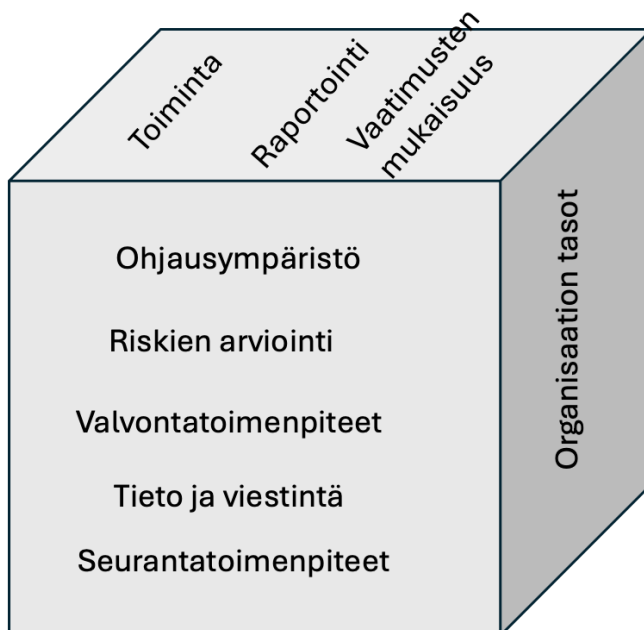 Toiminta
Raportointi
Vaatimusten
mukaisuus
Ohjausympäristö
Riskien arviointi
Valvontatoimenpiteet
Tieto ja viestintä
Seurantatoimenpiteet
Organisaation tasot